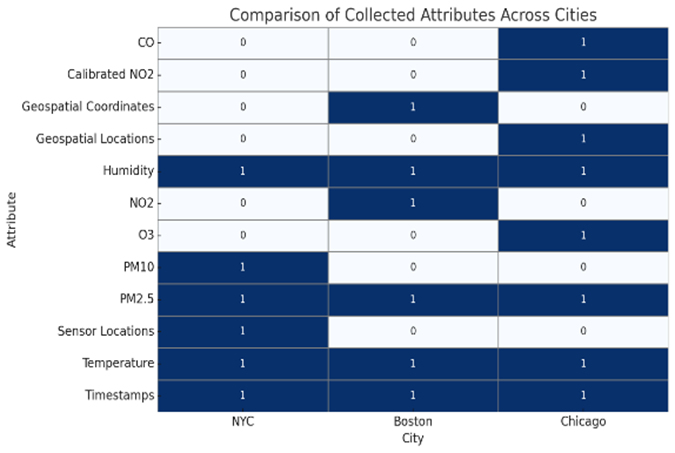 Comparison of Collected Attributes Across Cities
CO 0 0 1
Calibrated NO2 0 0 1
Geospatial Coordinates 0 1 0
Geospatial Locations 0 0 1
Humidity 1 1 1
NO2 0 1 0
O3 0 0 1
PM10 1 0 0
PM2.5 1 1 1
Sensor Locations 1 0 0
Temperature 1 1 1
Timestamps 1 1 1
Attribute
NYC Boston Chicago
City